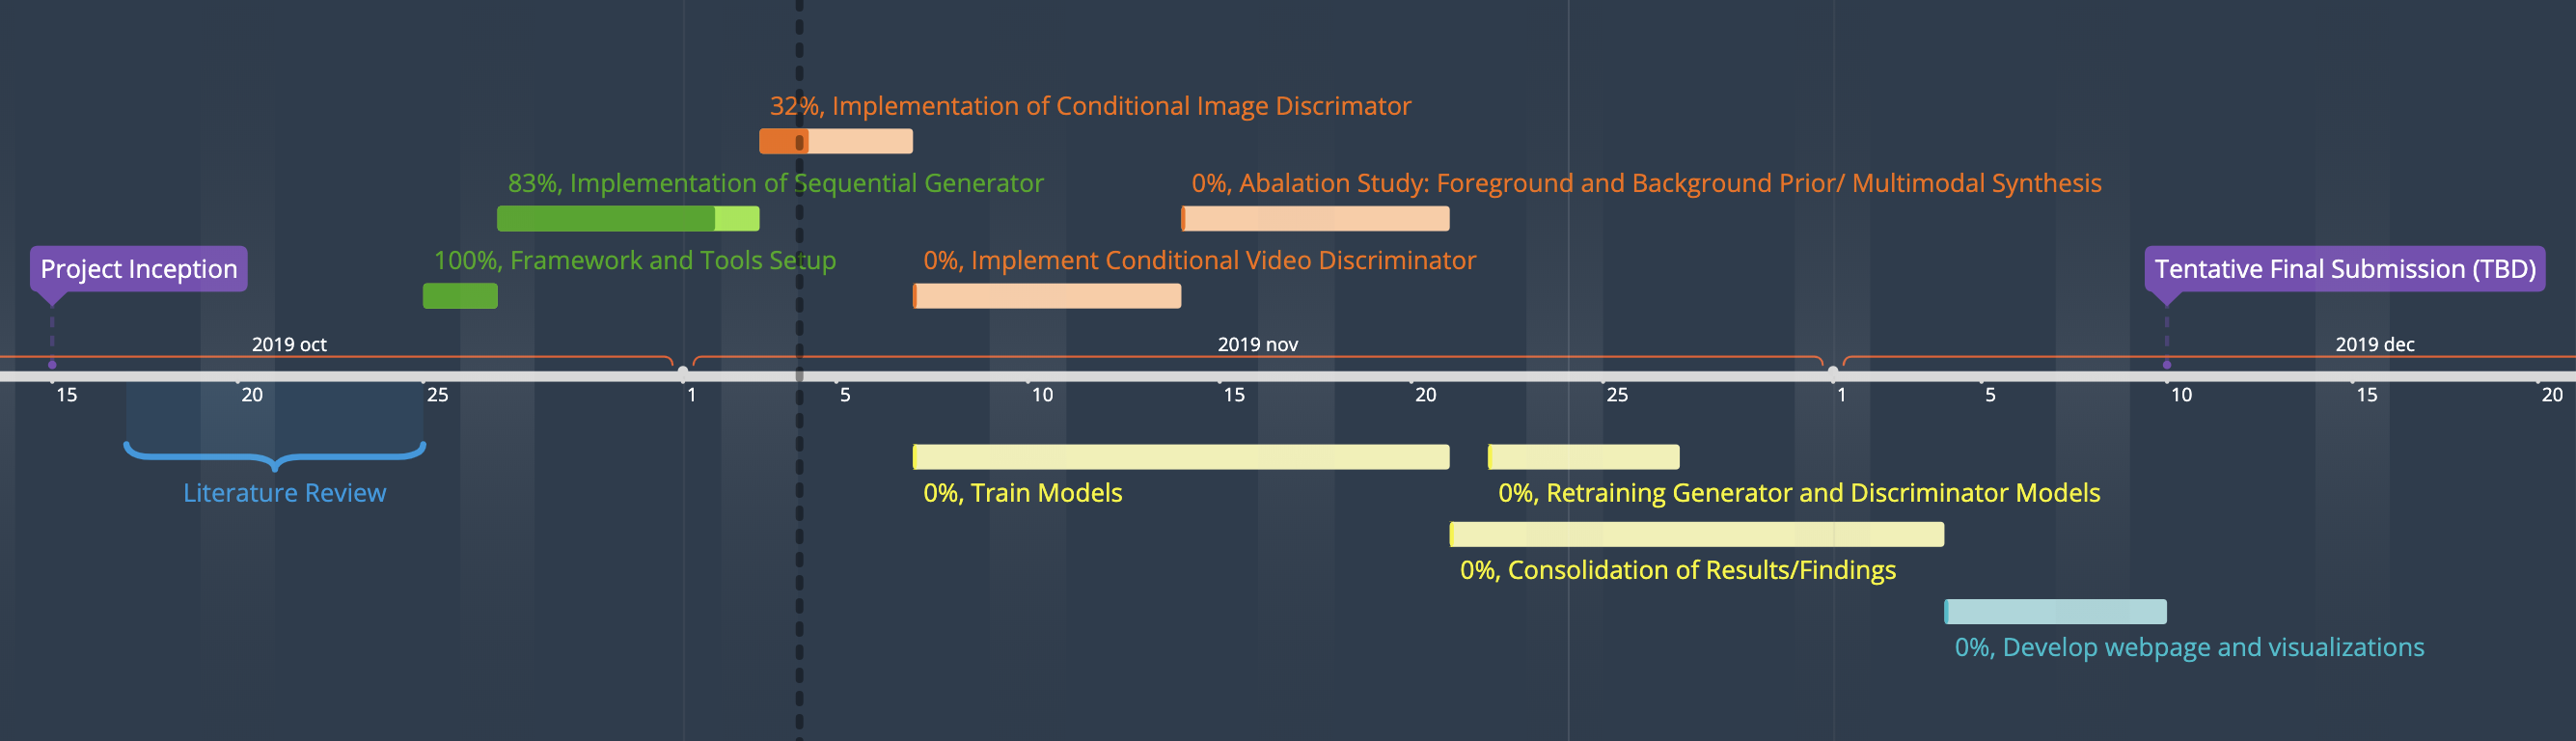 32%, Implementation of Conditional Image Discrimator
83%, Implementation of Sequential Generator
0%, Abalation Study: Foreground and Background Prior/ Multimodal Synthesis
Project Inception
100%, Framework and Tools Setup
0%, Implement Conditional Video Discriminator
Tentative Final Submission (TBD)
2019 oct
2019 nov
2019 dec
15 20 25 1 5 10 15 20 25 1 5 10 15 20
Literature Review
0%, Train Models
0%, Retraining Generator and Discriminator Models
0%, Consolidation of Results/Findings
0%, Develop webpage and visualizations